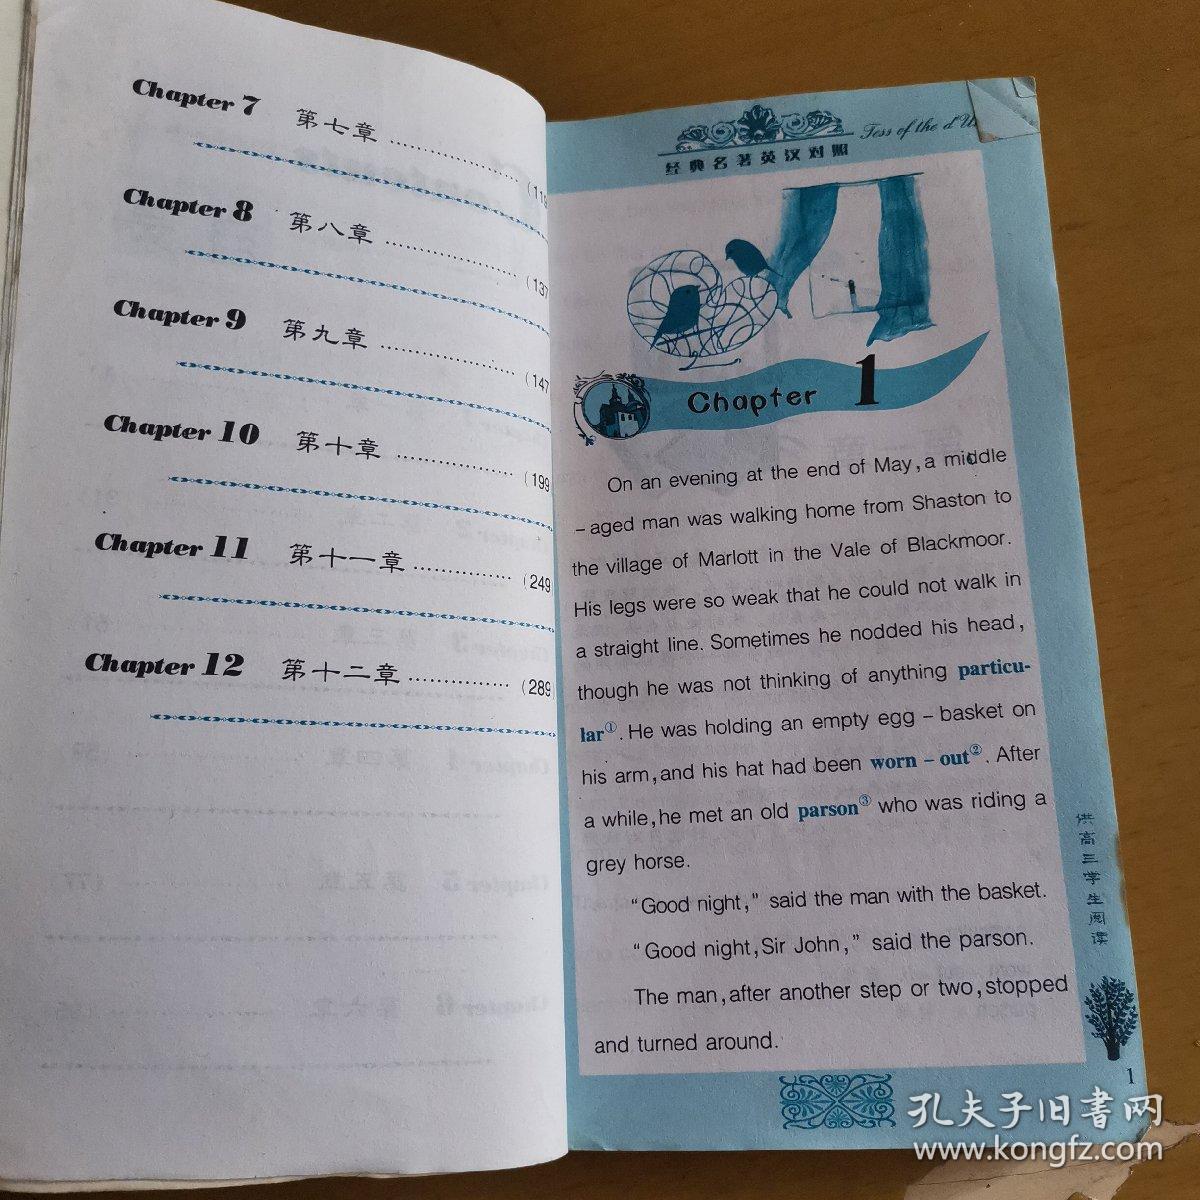 Chapter 7 第七章 ………………
Chapter 8 第八章 ……………… (137
Chapter 9 第九章 ……………… (147
Chapter 10 第十章 ……………… (199
Chapter 11 第十一章 …………… (249
Chapter 12 第十二章 …………… (289
Tess of the d'U
经典名著英汉对照
Chapter 1
On an evening at the end of May, a middle
-aged man was walking home from Shaston to
the village of Marlott in the Vale of Blackmoor.
His legs were so weak that he could not walk in
a straight line. Sometimes he nodded his head,
though he was not thinking of anything particu-
lar①. He was holding an empty egg-basket on
his arm, and his hat had been worn-out②. After
a while, he met an old parson③ who was riding a
grey horse.
"Good night," said the man with the basket.
"Good night, Sir John," said the parson.
The man, after another step or two, stopped
and turned around.
供高三学生阅读
1
孔夫子旧书网
www.kongfz.com